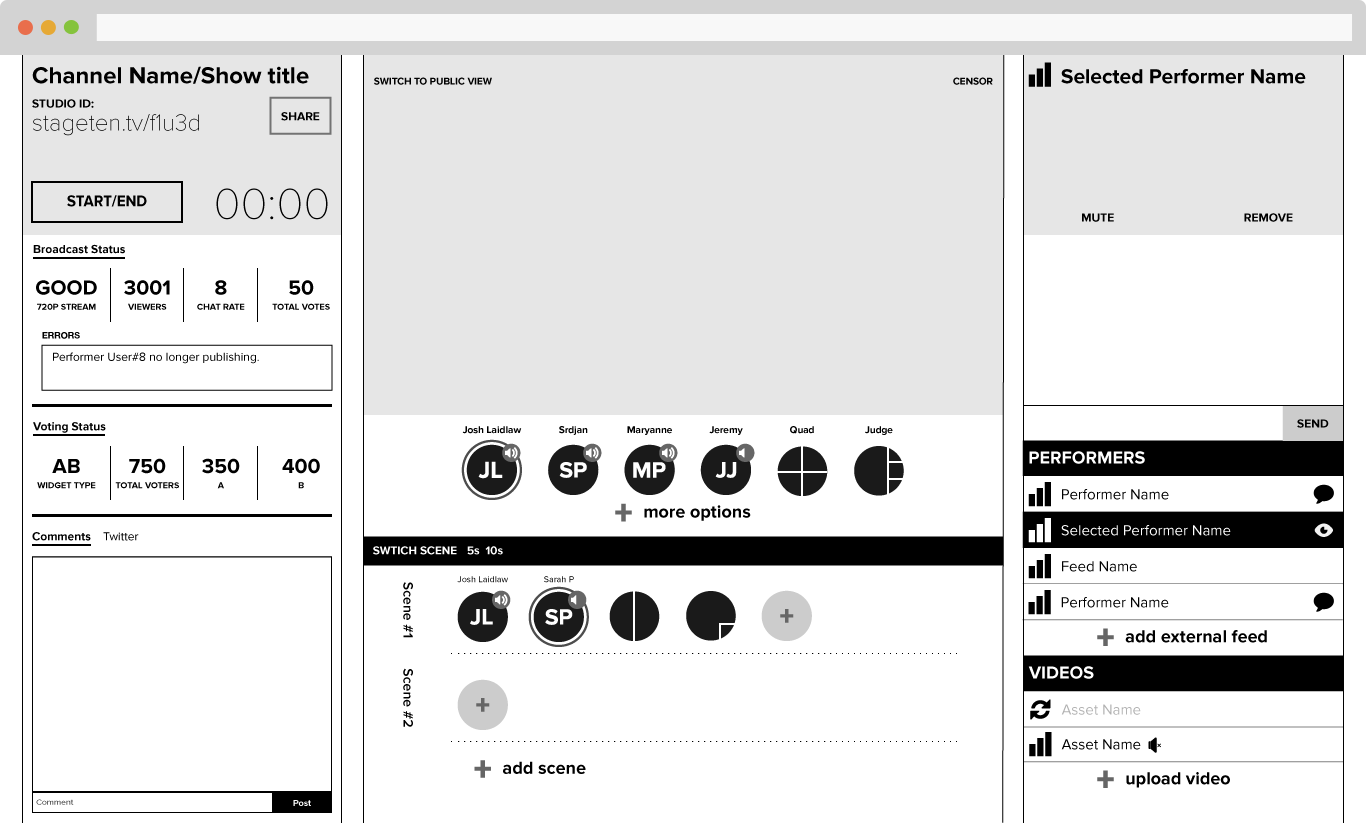 Channel Name/Show title
STUDIO ID:
stageten.tv/f1u3d
SHARE
START/END
00:00
Broadcast Status
GOOD 3001 8 50
720P STREAM VIEWERS CHAT RATE TOTAL VOTES
ERRORS
Performer User#8 no longer publishing.
Voting Status
AB 750 350 400
WIDGET TYPE TOTAL VOTERS A B
Comments Twitter
Comment Post
SWITCH TO PUBLIC VIEW CENSOR
Josh Laidlaw Srdjan Maryanne Jeremy Quad Judge
JL SP MP JJ
+ more options
SWTICH SCENE 5s 10s
Scene #1
Josh Laidlaw Sarah P
JL SP +
Scene #2
+
+ add scene
Selected Performer Name
MUTE REMOVE
SEND
PERFORMERS
Performer Name
Selected Performer Name
Feed Name
Performer Name
+ add external feed
VIDEOS
Asset Name
Asset Name
+ upload video